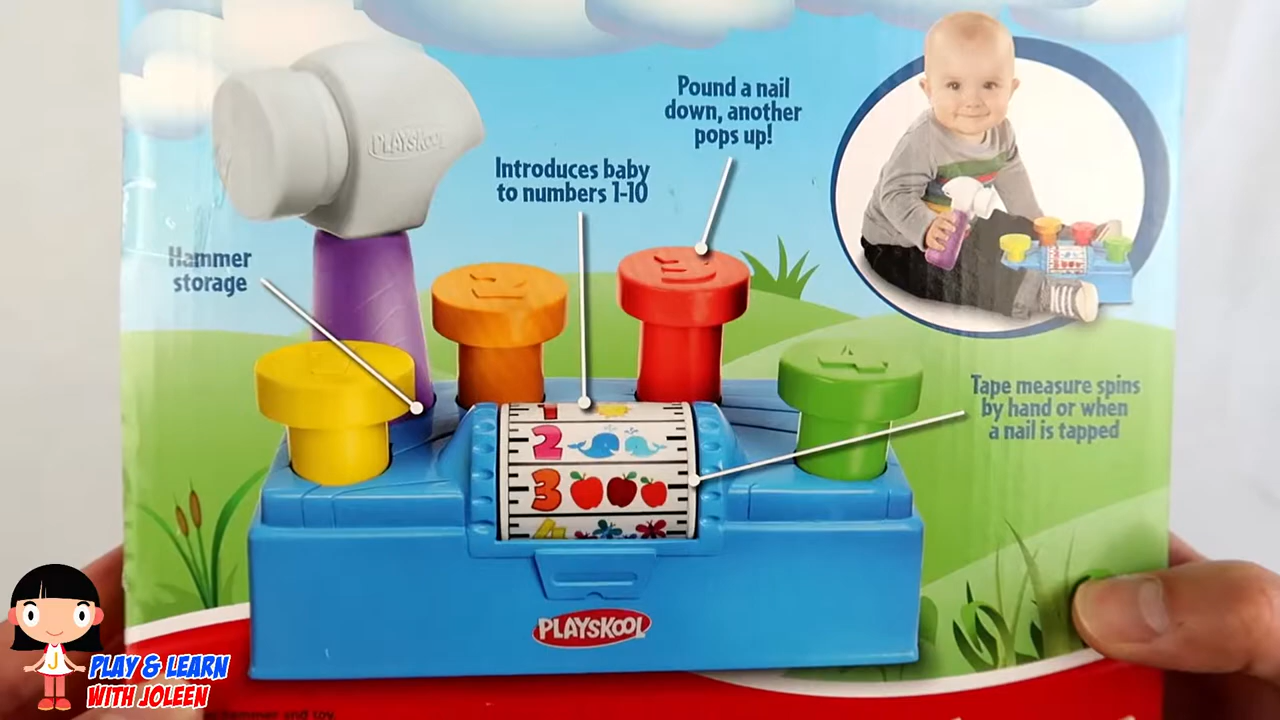 PLAYSKOOL
Pound a nail
down, another
pops up!
Introduces baby
to numbers 1-10
Hammer
storage
Tape measure spins
by hand or when
a nail is tapped
1
2
3
4
PLAYSKOOL
J
PLAY & LEARN
WITH JOLEEN